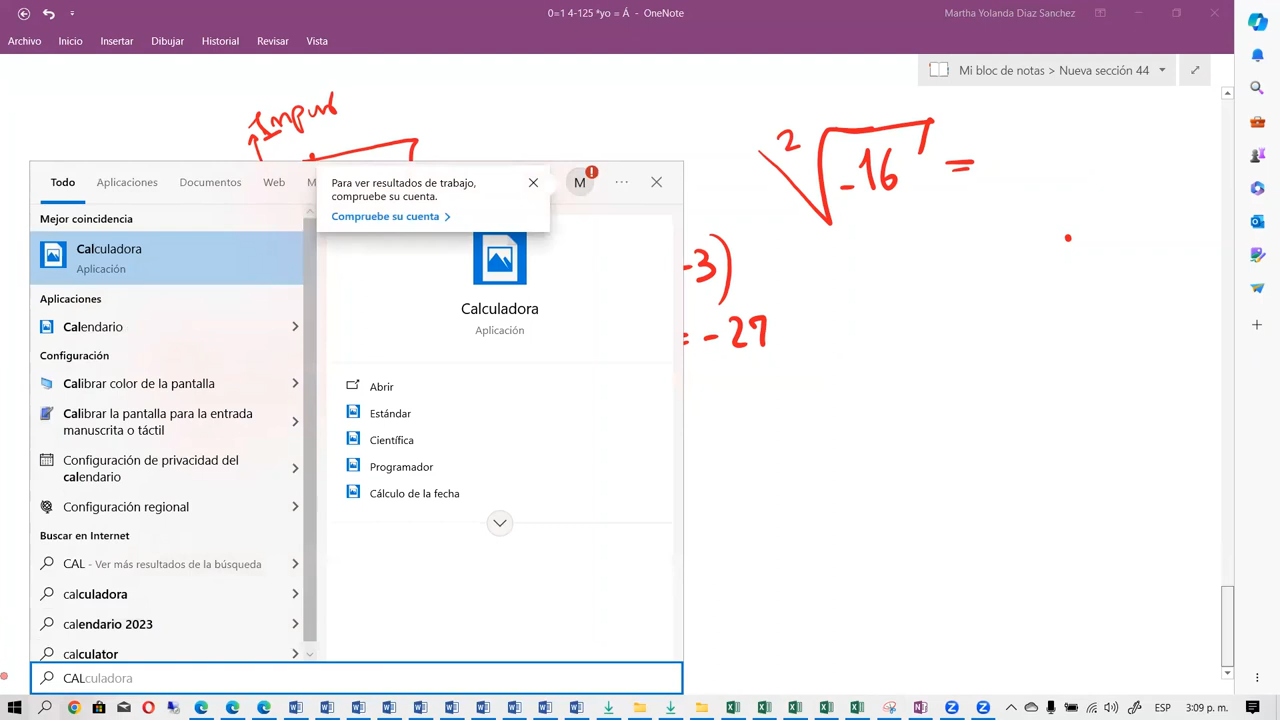 0=1 4-125 *yo = Á - OneNote
Martha Yolanda Diaz Sanchez
Archivo Inicio Insertar Dibujar Historial Revisar Vista
Mi bloc de notas > Nueva sección 44
2
-16 =
-3)
= -27
Todo Aplicaciones Documentos Web M
Para ver resultados de trabajo,
compruebe su cuenta.
Compruebe su cuenta
M
Mejor coincidencia
Calculadora
Aplicación
Aplicaciones
Calendario
Configuración
Calibrar color de la pantalla
Calibrar la pantalla para la entrada
manuscrita o táctil
Configuración de privacidad del
calendario
Configuración regional
Buscar en Internet
CAL - Ver más resultados de la búsqueda
calculadora
calendario 2023
calculator
CALculadora
Calculadora
Aplicación
Abrir
Estándar
Científica
Programador
Cálculo de la fecha
ESP
3:09 p. m.